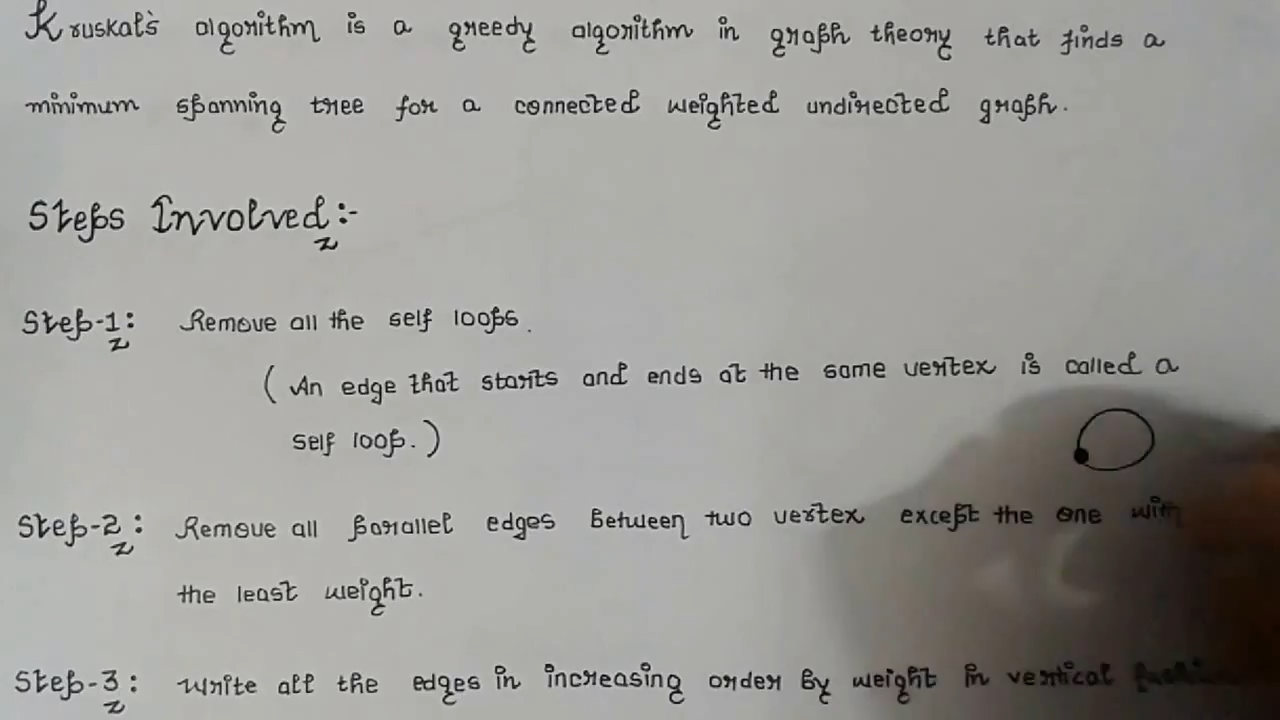 Kruskal's algorithm is a greedy algorithm in graph theory that finds a
minimum spanning tree for a connected weighted undirected graph.
Steps Involved:-
Step-1: Remove all the self loops.
(An edge that starts and ends at the same vertex is called a
self loop.)
Step-2: Remove all parallel edges between two vertex except the one with
the least weight.
Step-3: Write all the edges in increasing order by weight in vertical